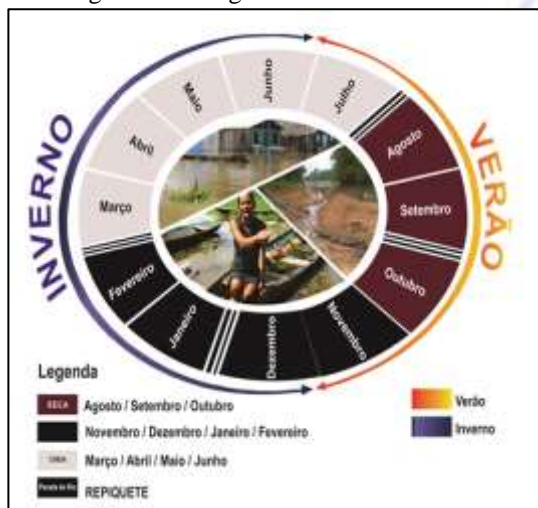 INVERNO
VERÃO
Março
Abril
Maio
Junho
Julho
Agosto
Setembro
Outubro
Novembro
Dezembro
Janeiro
Fevereiro
Legenda
SECA Agosto / Setembro / Outubro
Novembro / Dezembro / Janeiro / Fevereiro
Março / Abril / Maio / Junho
REPIQUETE
Verão
Inverno